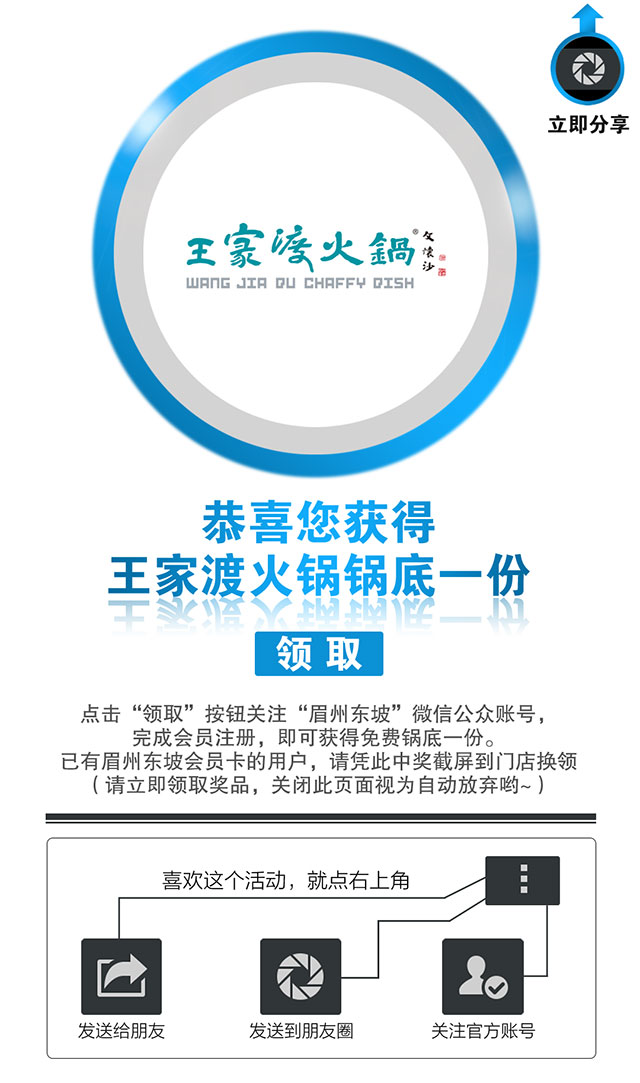 立即分享
王家渡火鍋®
文懷沙
WANG JIA DU CHAFFY DISH
恭喜您获得
王家渡火锅锅底一份
领取
点击“领取”按钮关注“眉州东坡”微信公众账号，
完成会员注册，即可获得免费锅底一份。
已有眉州东坡会员卡的用户，请凭此中奖截屏到门店换领
（请立即领取奖品，关闭此页面视为自动放弃哟~）
喜欢这个活动，就点右上角
发送给朋友
发送到朋友圈
关注官方账号